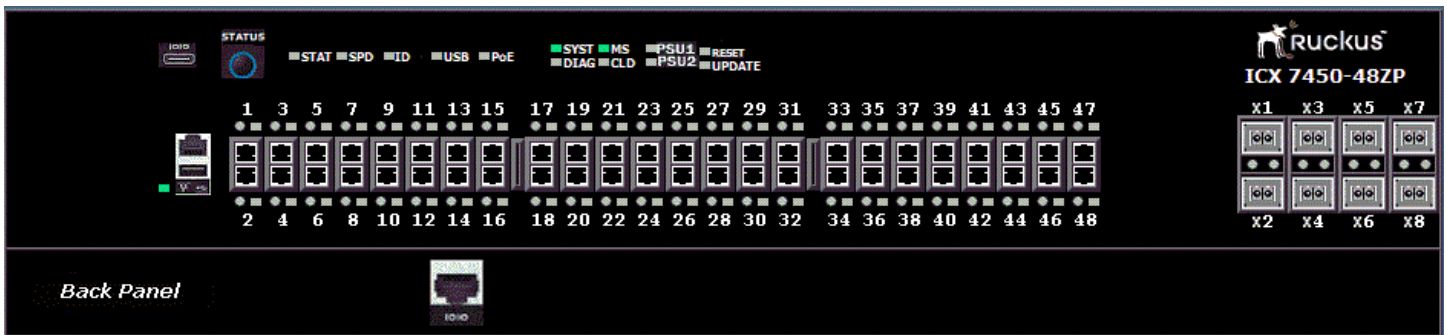 IOIO
STATUS
STAT SPD ID USB PoE
SYST MS PSU1 RESET
DIAG CLD PSU2 UPDATE
Ruckus
ICX 7450-48ZP
1 3 5 7 9 11 13 15 17 19 21 23 25 27 29 31 33 35 37 39 41 43 45 47
X1 X3 X5 X7
2 4 6 8 10 12 14 16 18 20 22 24 26 28 30 32 34 36 38 40 42 44 46 48
X2 X4 X6 X8
Back Panel
IOIO